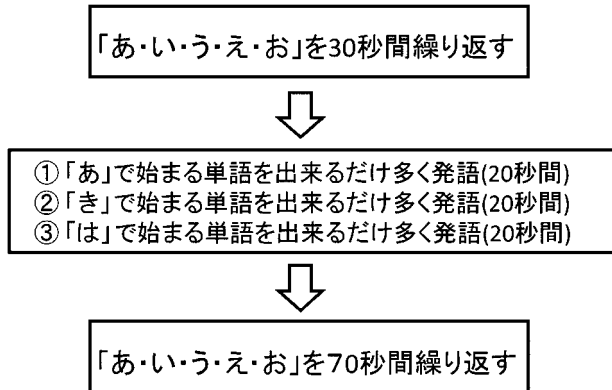 「あ・い・う・え・お」を30秒間繰り返す
①「あ」で始まる単語を出来るだけ多く発語(20秒間)
②「き」で始まる単語を出来るだけ多く発語(20秒間)
③「は」で始まる単語を出来るだけ多く発語(20秒間)
「あ・い・う・え・お」を70秒間繰り返す